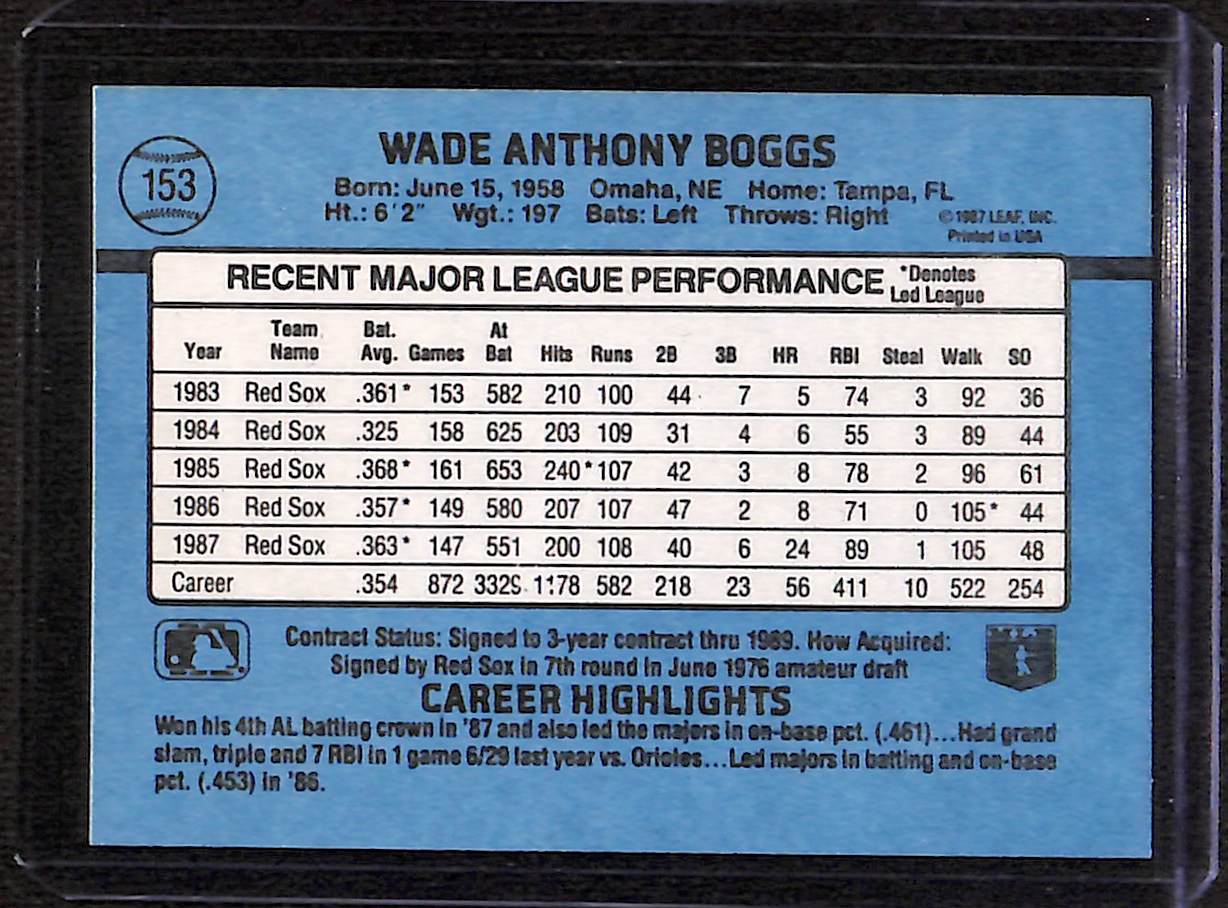 WADE ANTHONY BOGGS
153
Born: June 15, 1958 Omaha, NE Home: Tampa, FL
Ht.: 6'2" Wgt.: 197 Bats: Left Throws: Right
©1987 LEAF, INC.
Printed in USA
RECENT MAJOR LEAGUE PERFORMANCE *Denotes Led League
Year Team Name Bat. Avg. Games At Bat Hits Runs 2B 3B HR RBI Steal Walk SO
1983 Red Sox .361* 153 582 210 100 44 7 5 74 3 92 36
1984 Red Sox .325 158 625 203 109 31 4 6 55 3 89 44
1985 Red Sox .368* 161 653 240* 107 42 3 8 78 2 96 61
1986 Red Sox .357* 149 580 207 107 47 2 8 71 0 105* 44
1987 Red Sox .363* 147 551 200 108 40 6 24 89 1 105 48
Career .354 872 3329 1178 582 218 23 56 411 10 522 254
Contract Status: Signed to 3-year contract thru 1989. How Acquired:
Signed by Red Sox in 7th round in June 1976 amateur draft
CAREER HIGHLIGHTS
Won his 4th AL batting crown in '87 and also led the majors in on-base pct. (.461)...Had grand
slam, triple and 7 RBI in 1 game 6/29 last year vs. Orioles...Led majors in batting and on-base
pct. (.453) in '86.